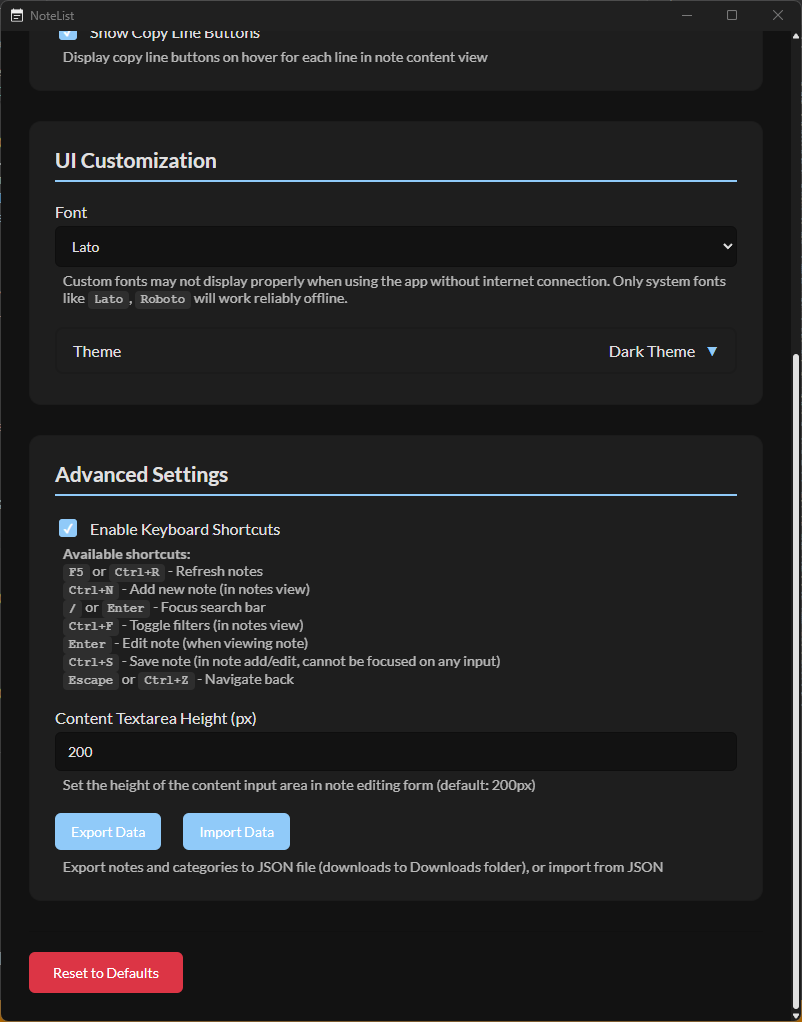 NoteList
Show Copy Line Buttons
Display copy line buttons on hover for each line in note content view
UI Customization
Font
Lato
Custom fonts may not display properly when using the app without internet connection. Only system fonts
like Lato, Roboto will work reliably offline.
Theme Dark Theme ▼
Advanced Settings
Enable Keyboard Shortcuts
Available shortcuts:
F5 or Ctrl+R - Refresh notes
Ctrl+N - Add new note (in notes view)
/ or Enter - Focus search bar
Ctrl+F - Toggle filters (in notes view)
Enter - Edit note (when viewing note)
Ctrl+S - Save note (in note add/edit, cannot be focused on any input)
Escape or Ctrl+Z - Navigate back
Content Textarea Height (px)
200
Set the height of the content input area in note editing form (default: 200px)
Export Data Import Data
Export notes and categories to JSON file (downloads to Downloads folder), or import from JSON
Reset to Defaults